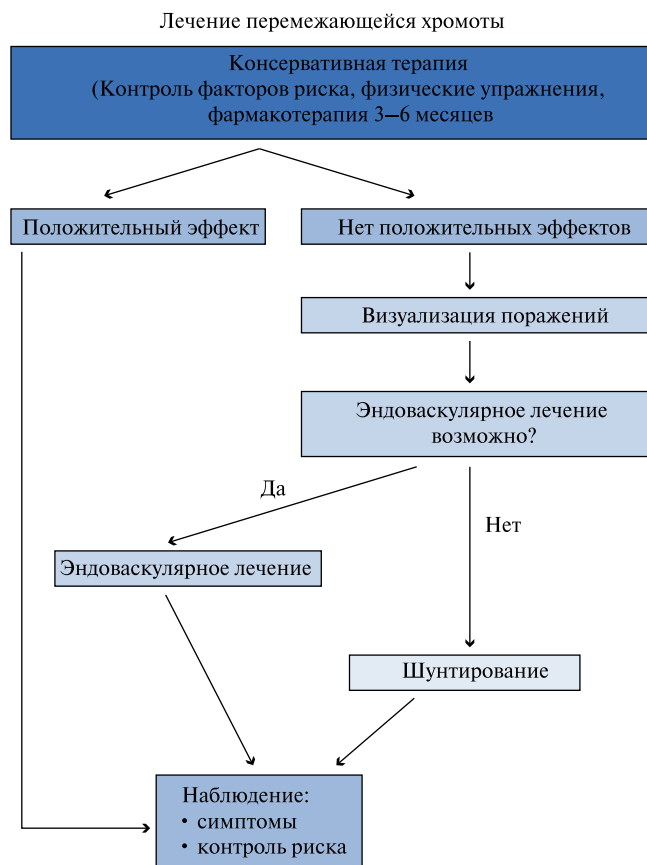 Лечение перемежающейся хромоты
Консервативная терапия
(Контроль факторов риска, физические упражнения,
фармакотерапия 3–6 месяцев
Положительный эффект
Нет положительных эффектов
Визуализация поражений
Эндоваскулярное лечение
возможно?
Да
Нет
Эндоваскулярное лечение
Шунтирование
Наблюдение:
• симптомы
• контроль риска